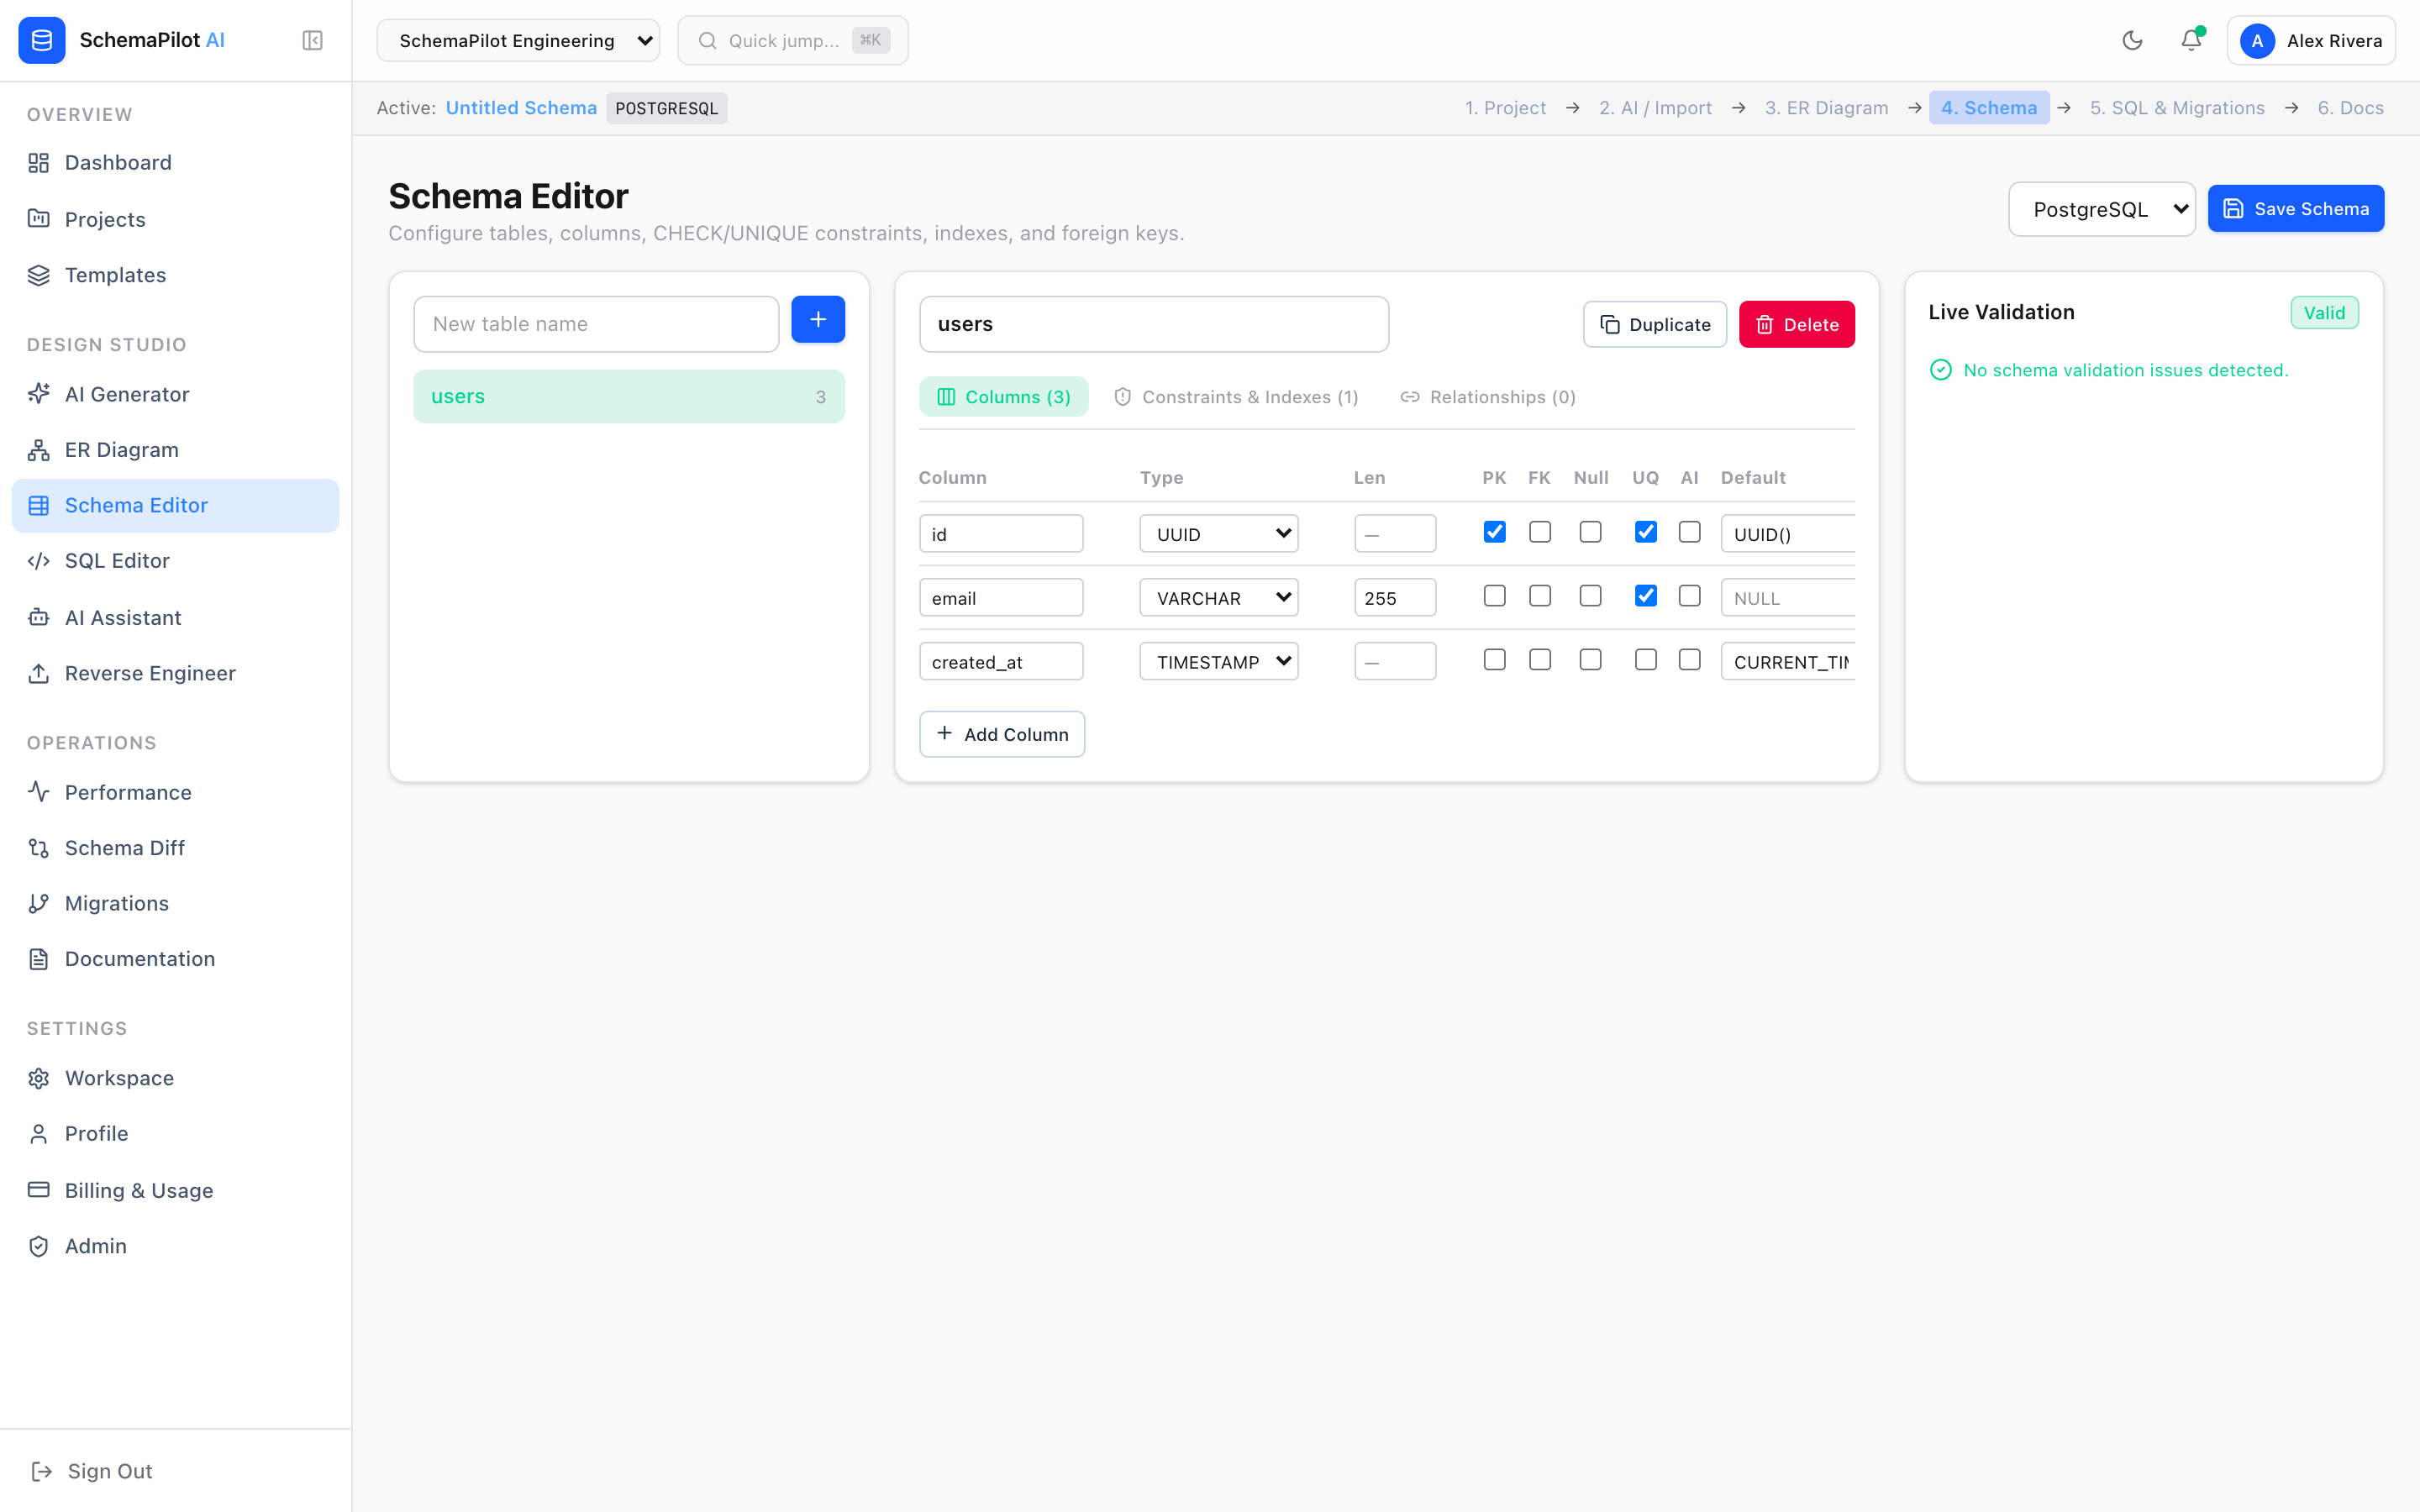 SchemaPilot AI
SchemaPilot Engineering
Quick jump...
⌘K
A
Alex Rivera
Active: Untitled Schema POSTGRESQL
1. Project → 2. AI / Import → 3. ER Diagram → 4. Schema → 5. SQL & Migrations → 6. Docs
OVERVIEW
Dashboard
Projects
Templates
DESIGN STUDIO
AI Generator
ER Diagram
Schema Editor
SQL Editor
AI Assistant
Reverse Engineer
OPERATIONS
Performance
Schema Diff
Migrations
Documentation
SETTINGS
Workspace
Profile
Billing & Usage
Admin
Sign Out
Schema Editor
Configure tables, columns, CHECK/UNIQUE constraints, indexes, and foreign keys.
PostgreSQL
Save Schema
New table name
users 3
users
Duplicate
Delete
Columns (3) Constraints & Indexes (1) Relationships (0)
Column Type Len PK FK Null UQ AI Default
id UUID — UUID()
email VARCHAR 255 NULL
created_at TIMESTAMP — CURRENT_TIM
Add Column
Live Validation
Valid
No schema validation issues detected.